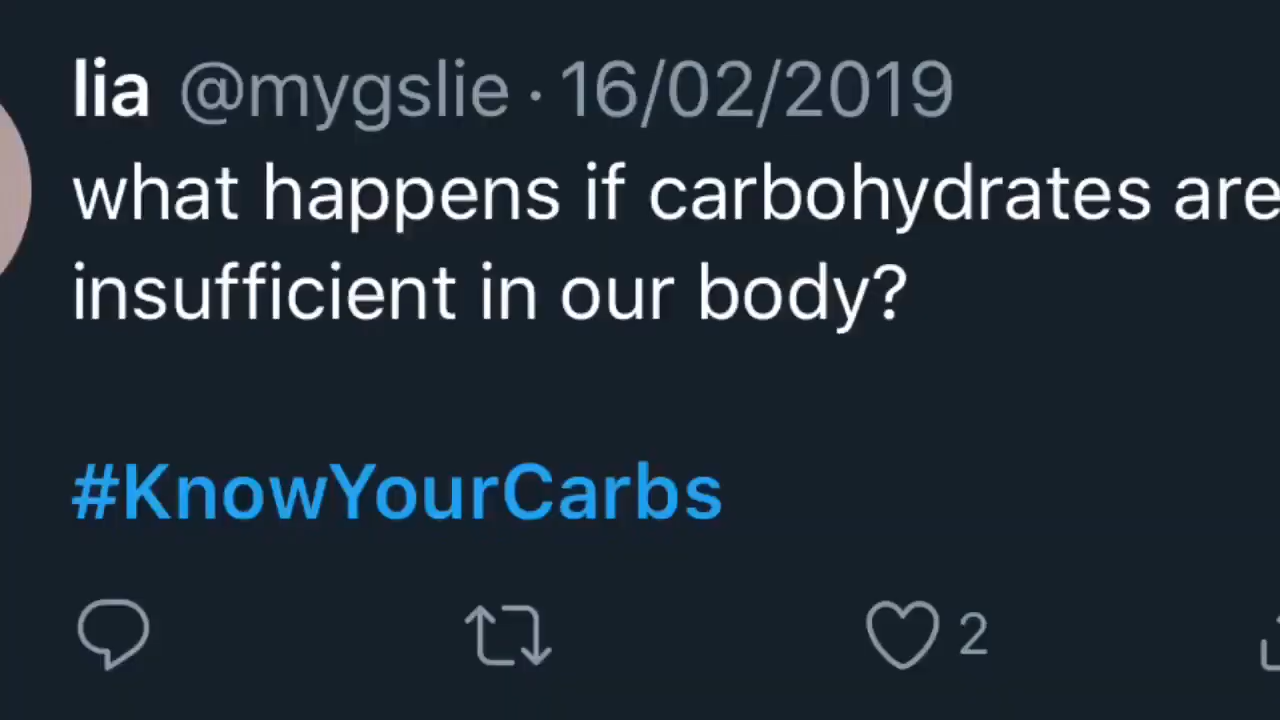 lia @mygslie · 16/02/2019
what happens if carbohydrates are
insufficient in our body?
#KnowYourCarbs
2